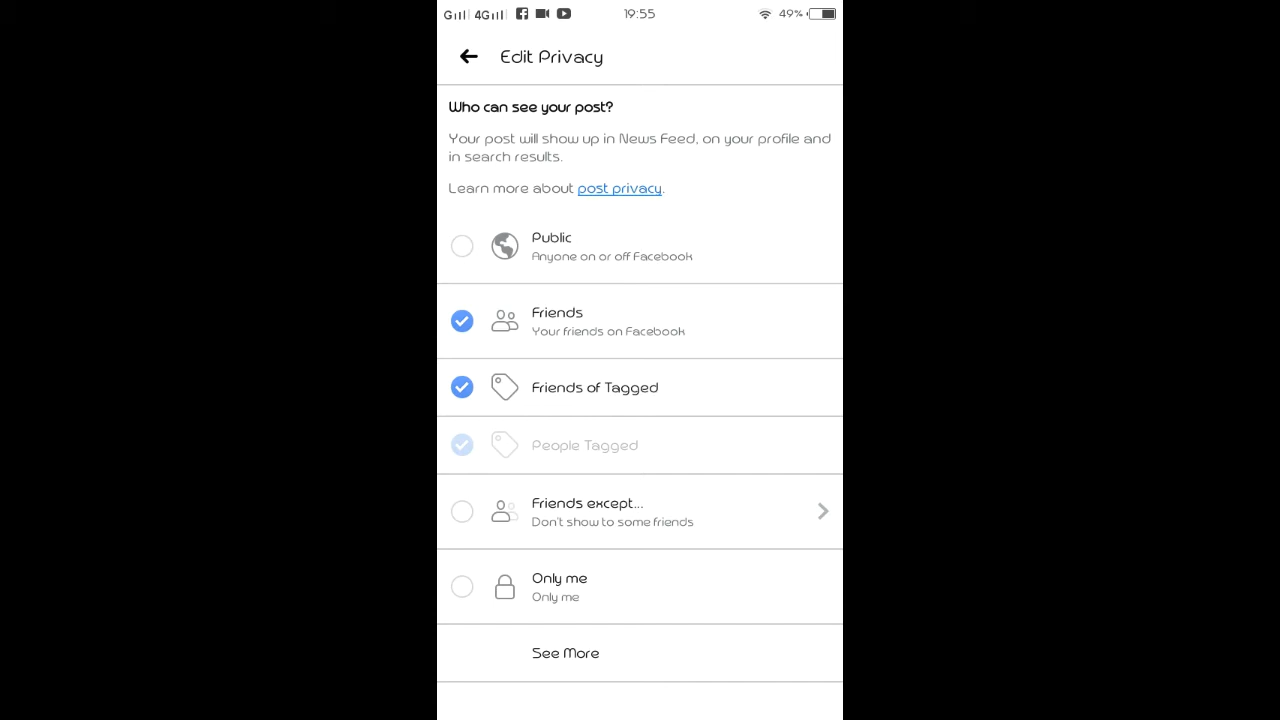 G 4G 19:55 49%
Edit Privacy
Who can see your post?
Your post will show up in News Feed, on your profile and
in search results.
Learn more about post privacy.
Public
Anyone on or off Facebook
Friends
Your friends on Facebook
Friends of Tagged
People Tagged
Friends except...
Don't show to some friends
Only me
Only me
See More